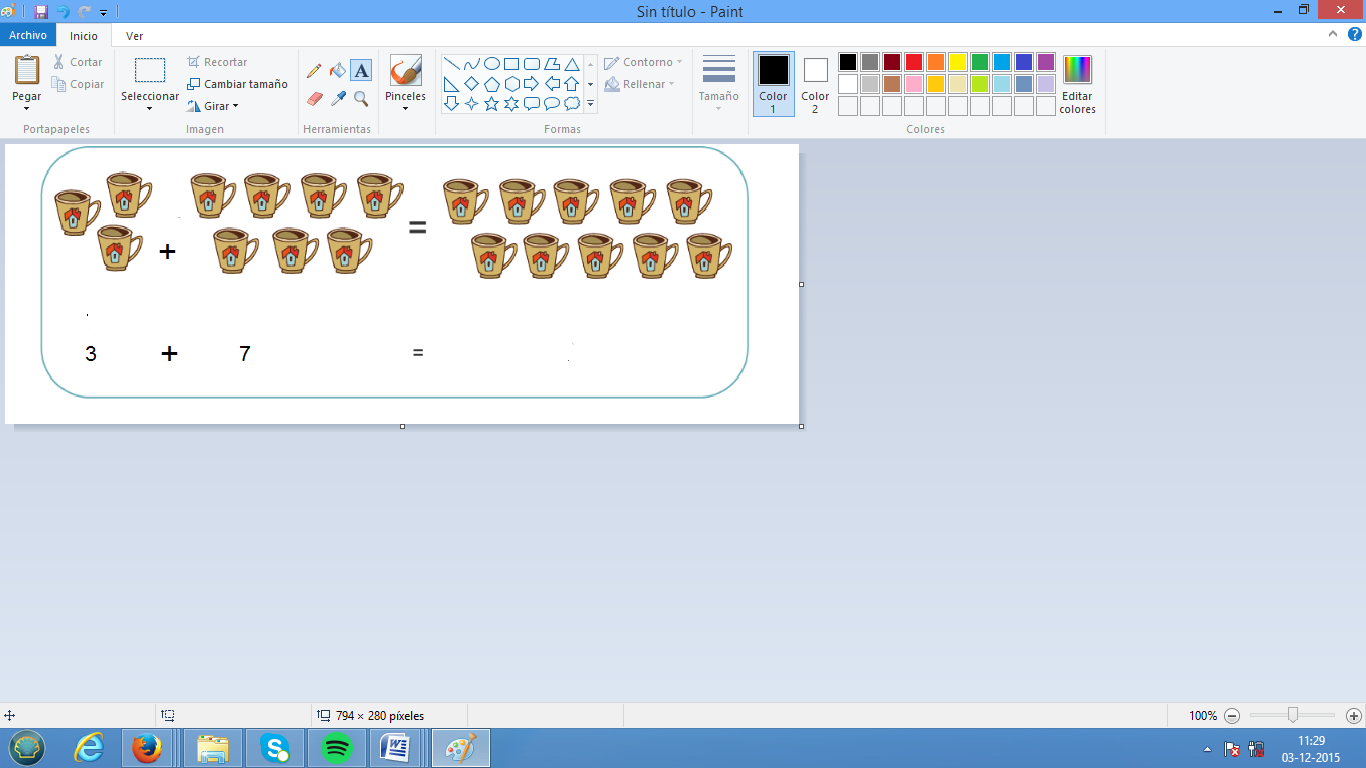 Sin título - Paint
Archivo Inicio Ver
Pegar
Cortar
Copiar
Portapapeles
Seleccionar
Recortar
Cambiar tamaño
Girar
Imagen
A
Herramientas
Pinceles
Contorno
Rellenar
Formas
Tamaño
Color
1
Color
2
Editar
colores
Colores
+ =
3 + 7 =
794 × 280 píxeles
100%
11:29
03-12-2015